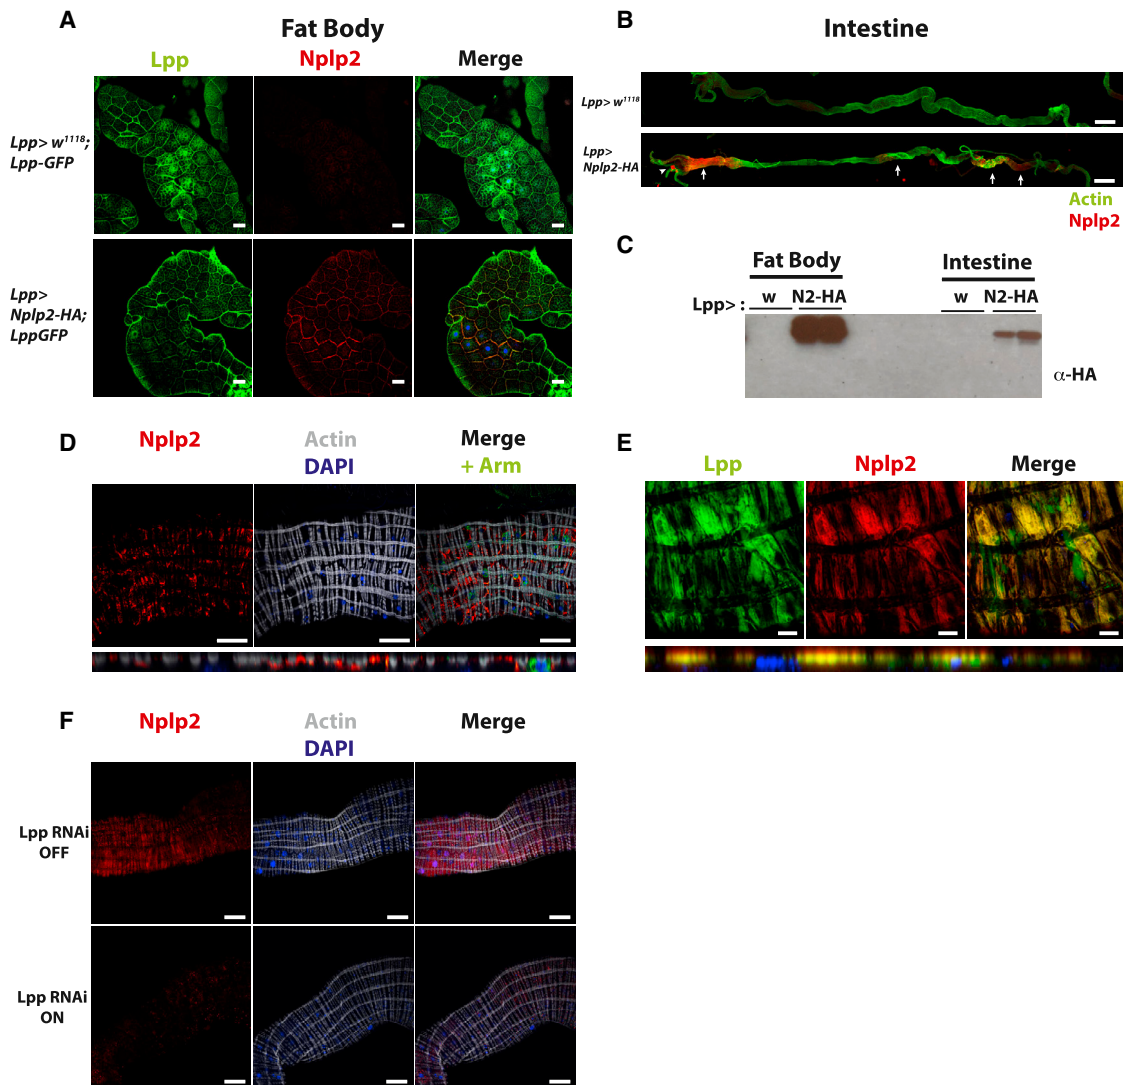 A
Fat Body
Lpp Nplp2 Merge
Lpp> w1118;
Lpp-GFP
Lpp>
Nplp2-HA;
LppGFP
B
Intestine
Lpp> w1118
Lpp>
Nplp2-HA
Actin
Nplp2
C
Fat Body Intestine
Lpp> : w N2-HA w N2-HA
α-HA
D
Nplp2 Actin Merge
DAPI + Arm
E
Lpp Nplp2 Merge
F
Nplp2 Actin Merge
DAPI
Lpp RNAi
OFF
Lpp RNAi
ON